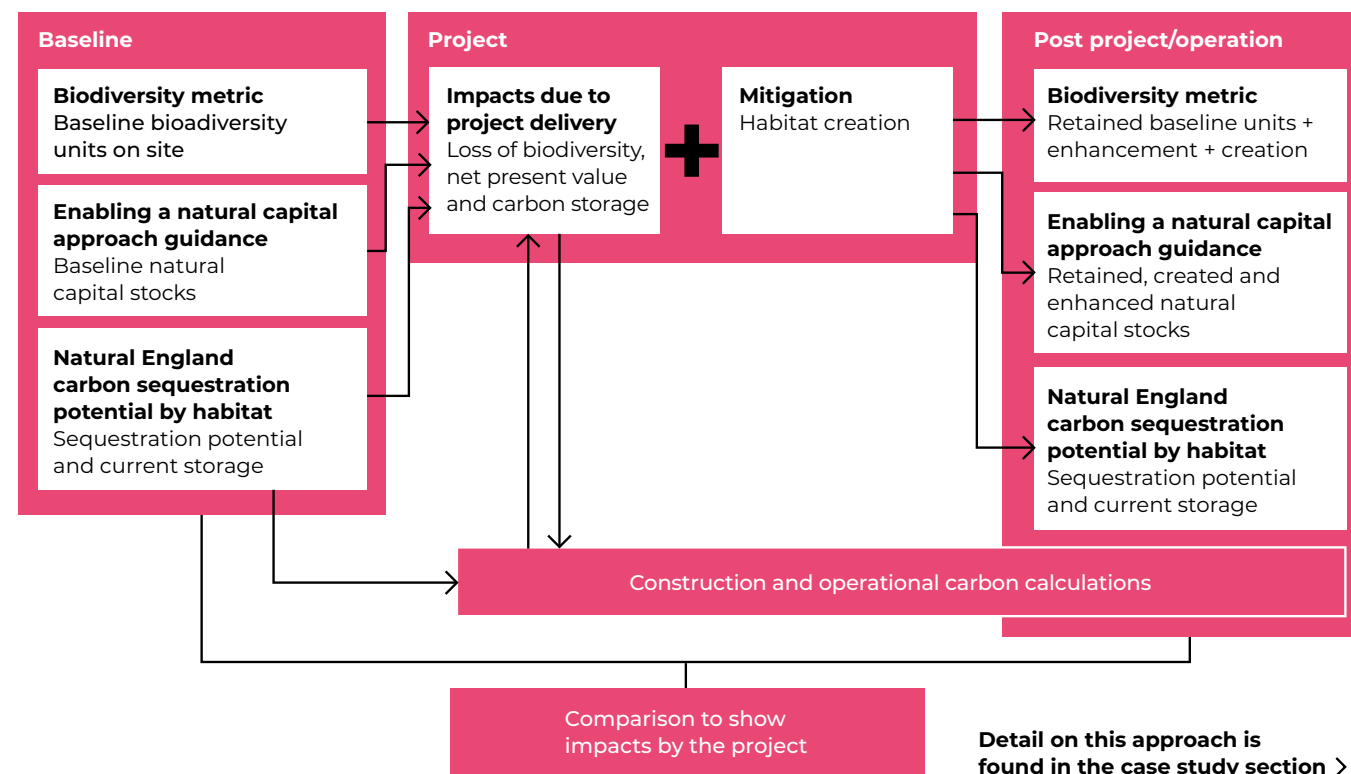 Baseline
Biodiversity metric
Baseline bioadiversity
units on site
Enabling a natural capital
approach guidance
Baseline natural
capital stocks
Natural England
carbon sequestration
potential by habitat
Sequestration potential
and current storage
Project
Impacts due to
project delivery
Loss of biodiversity,
net present value
and carbon storage
+
Mitigation
Habitat creation
Post project/operation
Biodiversity metric
Retained baseline units +
enhancement + creation
Enabling a natural capital
approach guidance
Retained, created and
enhanced natural
capital stocks
Natural England
carbon sequestration
potential by habitat
Sequestration potential
and current storage
Construction and operational carbon calculations
Comparison to show
impacts by the project
Detail on this approach is
found in the case study section >